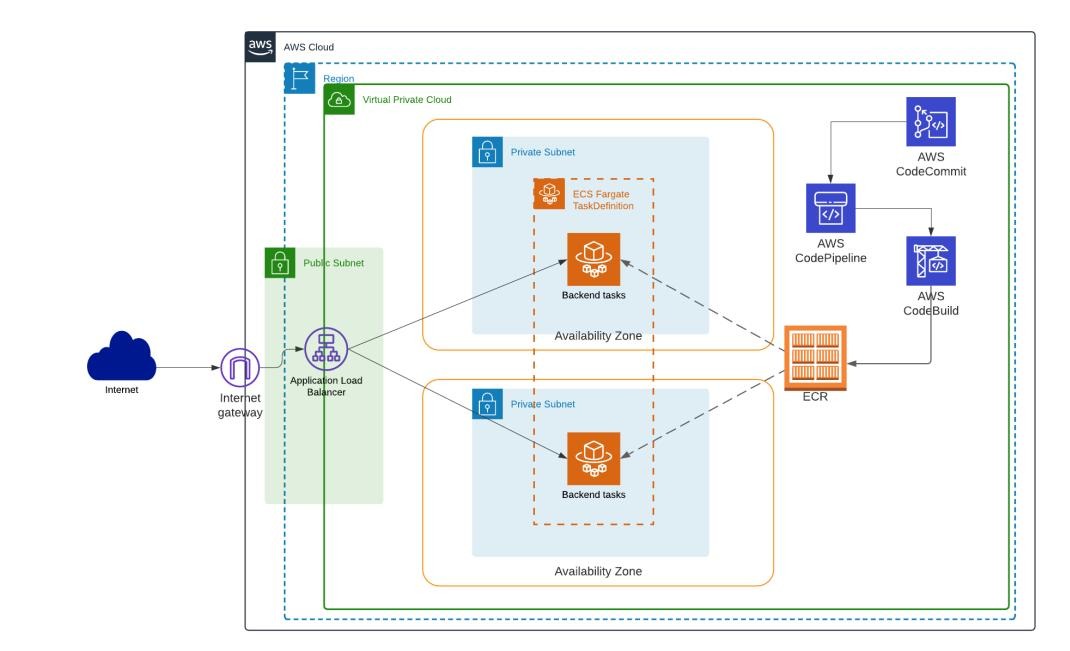 aws
AWS Cloud
Region
Virtual Private Cloud
Private Subnet
ECS Fargate
TaskDefinition
Backend tasks
Availability Zone
Public Subnet
Internet
Internet
gateway
Application Load
Balancer
Private Subnet
Backend tasks
Availability Zone
AWS
CodeCommit
AWS
CodePipeline
AWS
CodeBuild
ECR